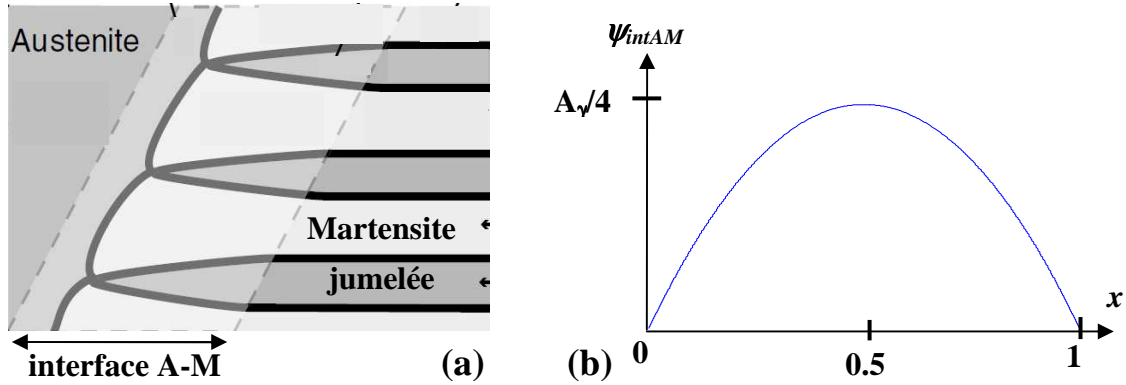 Austenite
Martensite
jumelée
interface A-M
(a)
ψintAM
Aγ/4
x
0
0.5
1
(b)